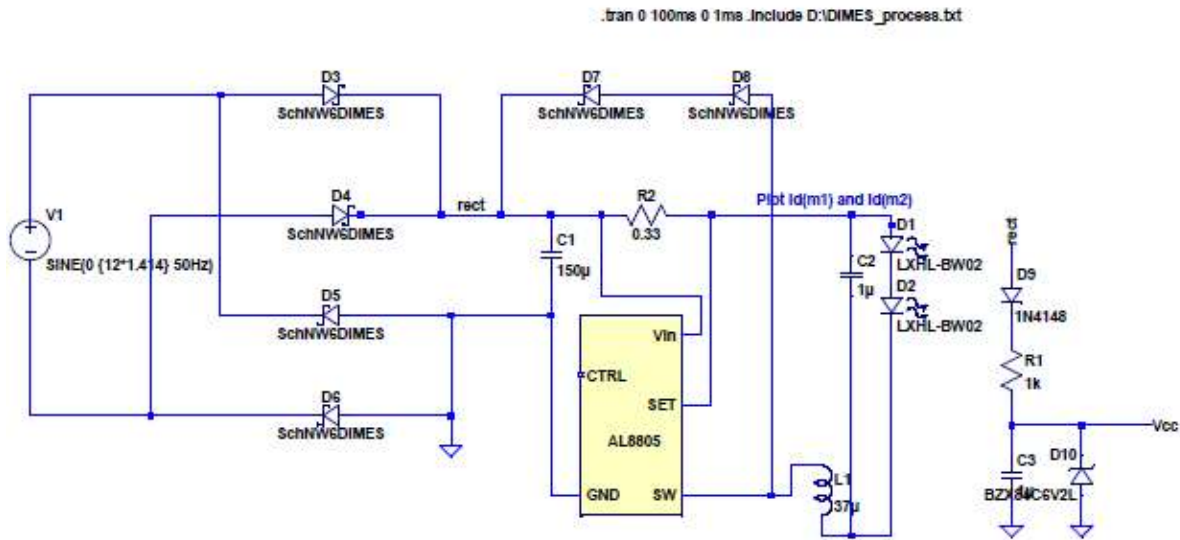 .tran 0 100ms 0 1ms .include D:\DIMES_process.txt
D3
SchNW6DIMES
D7
SchNW6DIMES
D8
SchNW6DIMES
D4
SchNW6DIMES
rect
R2
0.33
Plot Id(m1) and Id(m2)
V1
SINE(0 {12*1.414} 50Hz)
C1
150µ
C2
1µ
D1
LXHL-BW02
D2
LXHL-BW02
rect
D9
1N4148
R1
1k
D5
SchNW6DIMES
D6
SchNW6DIMES
Vin
CTRL
SET
AL8805
GND
SW
L1
37µ
Vcc
C3
D10
BZX84C6V2L